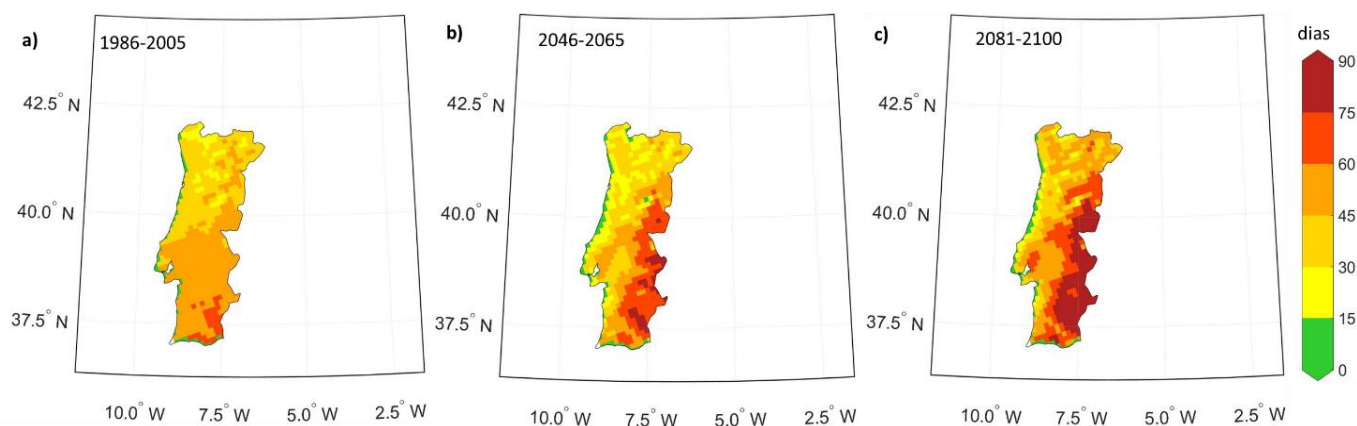 a)
1986-2005
42.5° N
40.0° N
37.5° N
10.0° W 7.5° W 5.0° W 2.5° W
b)
2046-2065
42.5° N
40.0° N
37.5° N
10.0° W 7.5° W 5.0° W 2.5° W
c)
2081-2100
42.5° N
40.0° N
37.5° N
10.0° W 7.5° W 5.0° W 2.5° W
dias
90
75
60
45
30
15
0